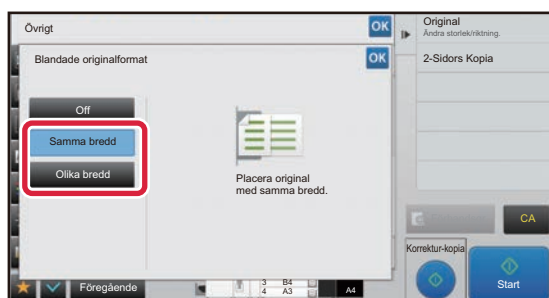 Övrigt
OK
Original
Ändra storlek/riktning.
Blandade originalformat
OK
2-Sidors Kopia
Off
Samma bredd
Olika bredd
Placera original
med samma bredd.
CA
Korrektur-kopia
Föregående
3 B4
4 A3
A4
Start